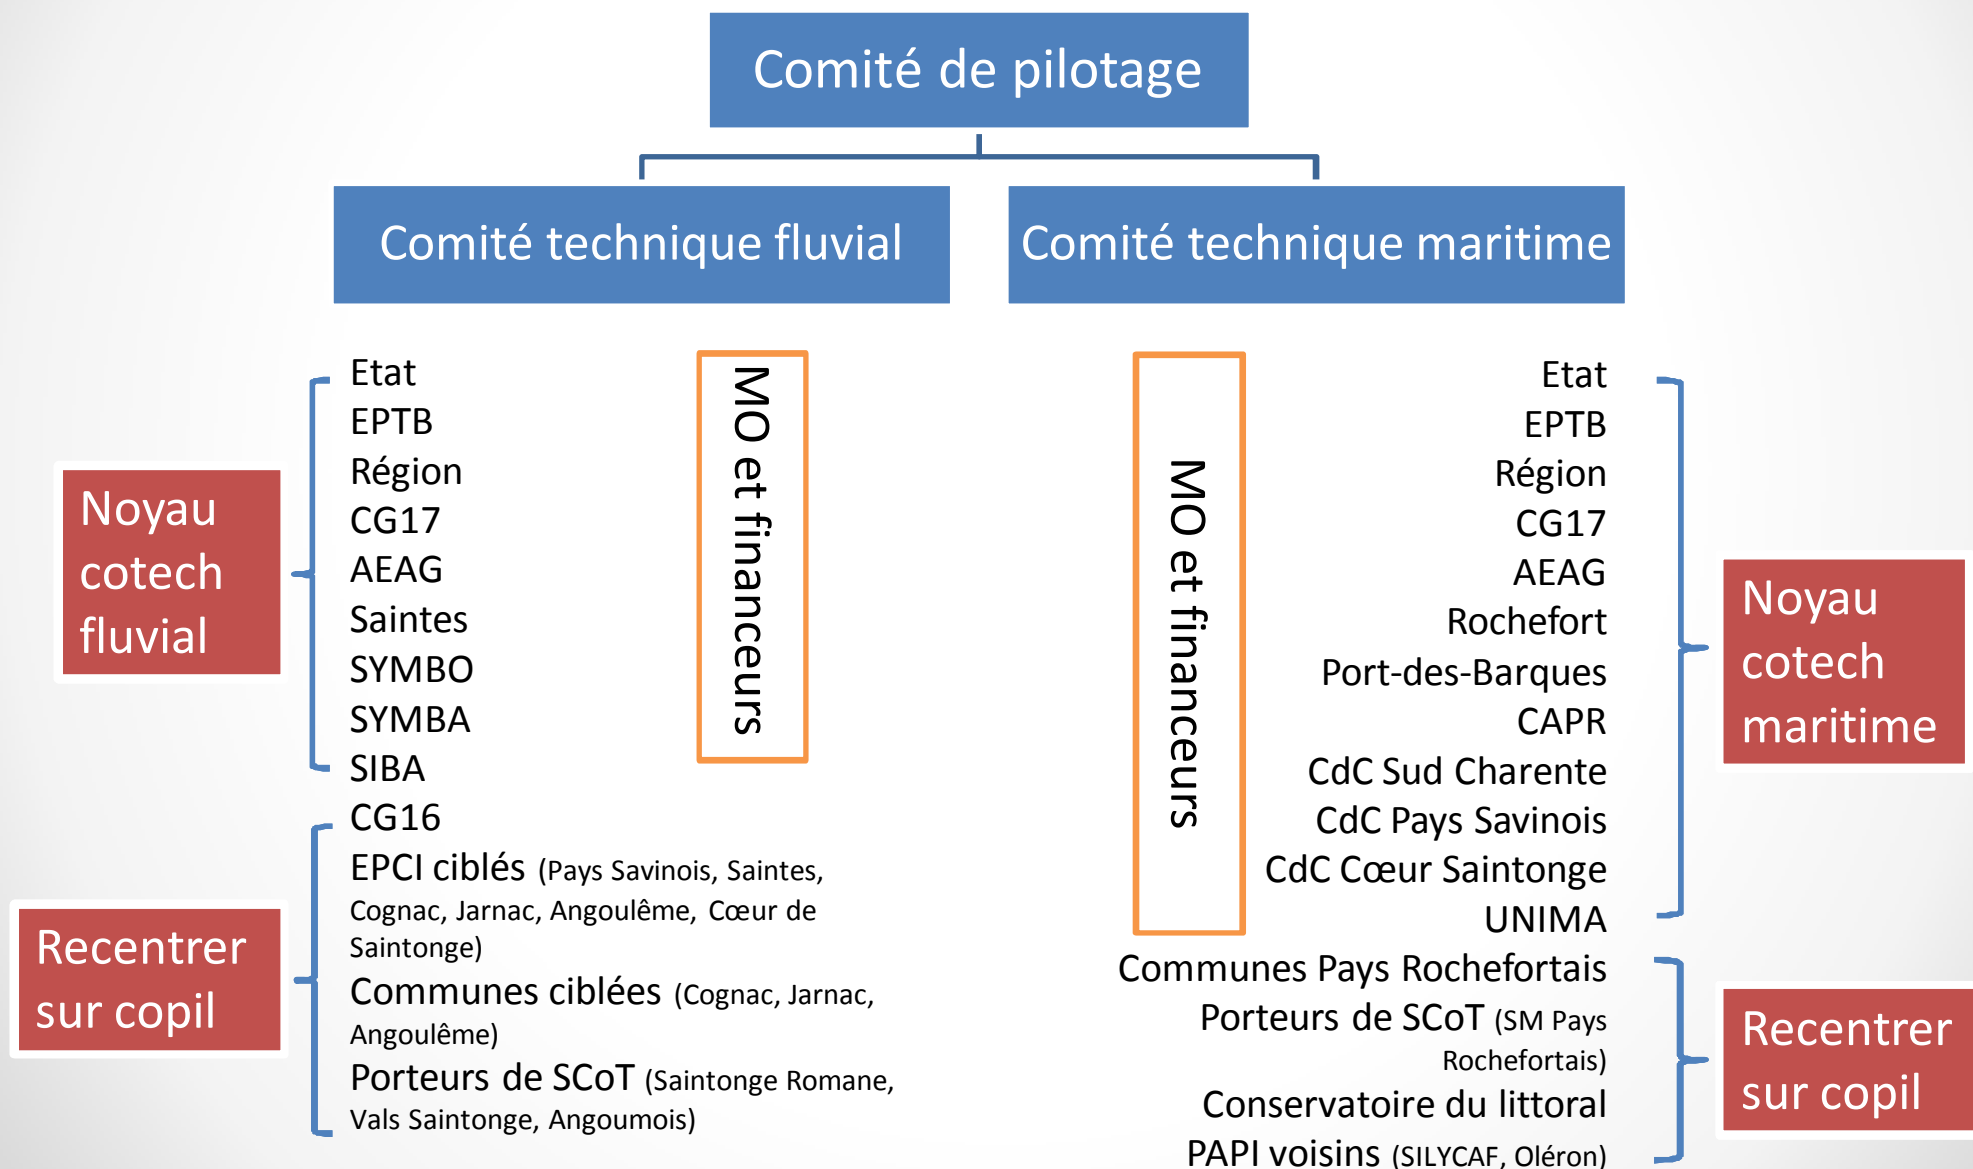 Comité de pilotage
Comité technique fluvial
Comité technique maritime
Noyau
cotech
fluvial
Etat
EPTB
Région
CG17
AEAG
Saintes
SYMBO
SYMBA
SIBA
MO et financeurs
Recentrer
sur copil
CG16
EPCI ciblés (Pays Savinois, Saintes,
Cognac, Jarnac, Angoulême, Cœur de
Saintonge)
Communes ciblées (Cognac, Jarnac,
Angoulême)
Porteurs de SCoT (Saintonge Romane,
Vals Saintonge, Angoumois)
MO et financeurs
Etat
EPTB
Région
CG17
AEAG
Rochefort
Port-des-Barques
CAPR
CdC Sud Charente
CdC Pays Savinois
CdC Cœur Saintonge
UNIMA
Noyau
cotech
maritime
Communes Pays Rochefortais
Porteurs de SCoT (SM Pays
Rochefortais)
Conservatoire du littoral
PAPI voisins (SILYCAF, Oléron)
Recentrer
sur copil